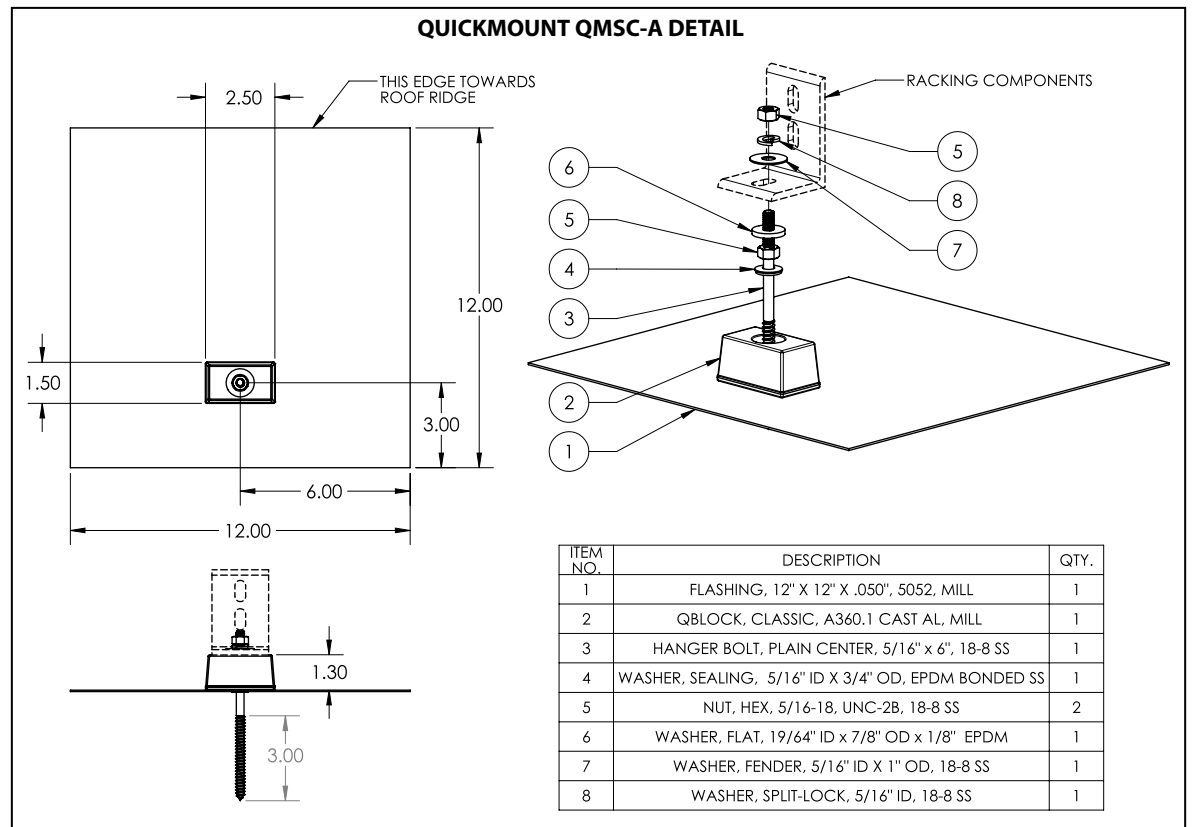 QUICKMOUNT QMSC-A DETAIL
THIS EDGE TOWARDS
ROOF RIDGE
2.50
12.00
1.50
3.00
6.00
12.00
1.30
3.00
RACKING COMPONENTS
5
8
7
6
5
4
3
2
1
ITEM NO. DESCRIPTION QTY.
1 FLASHING, 12" X 12" X .050", 5052, MILL 1
2 QBLOCK, CLASSIC, A360.1 CAST AL, MILL 1
3 HANGER BOLT, PLAIN CENTER, 5/16" x 6", 18-8 SS 1
4 WASHER, SEALING, 5/16" ID X 3/4" OD, EPDM BONDED SS 1
5 NUT, HEX, 5/16-18, UNC-2B, 18-8 SS 2
6 WASHER, FLAT, 19/64" ID x 7/8" OD x 1/8" EPDM 1
7 WASHER, FENDER, 5/16" ID X 1" OD, 18-8 SS 1
8 WASHER, SPLIT-LOCK, 5/16" ID, 18-8 SS 1